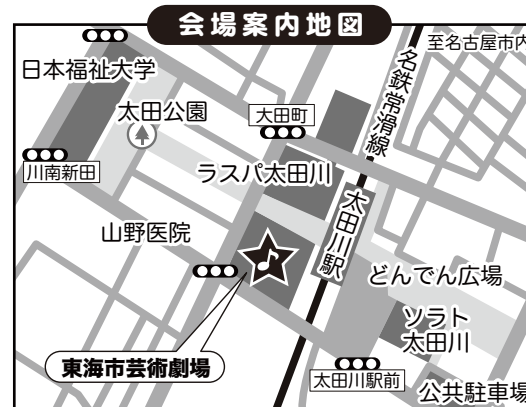 会場案内地図
至名古屋市内
名鉄常滑線
日本福祉大学
太田公園
大田町
川南新田
ラスパ太田川
太田川駅
山野医院
どんでん広場
ソラト
太田川
東海市芸術劇場
太田川駅前
公共駐車場